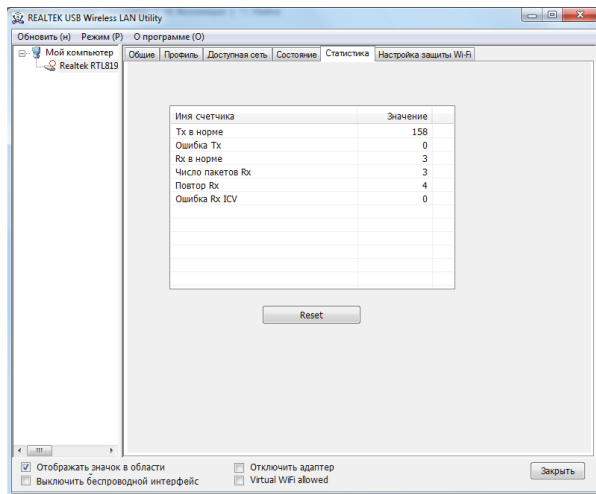 REALTEK USB Wireless LAN Utility
Обновить (н) Режим (P) О программе (O)
Мой компьютер
Realtek RTL819
Общие Профиль Доступная сеть Состояние Статистика Настройка защиты Wi-Fi
Имя счетчика Значение
Tx в норме 158
Ошибка Tx 0
Rx в норме 3
Число пакетов Rx 3
Повтор Rx 4
Ошибка Rx ICV 0
Reset
Отображать значок в области Отключить адаптер
Выключить беспроводной интерфейс Virtual WiFi allowed
Закрыть